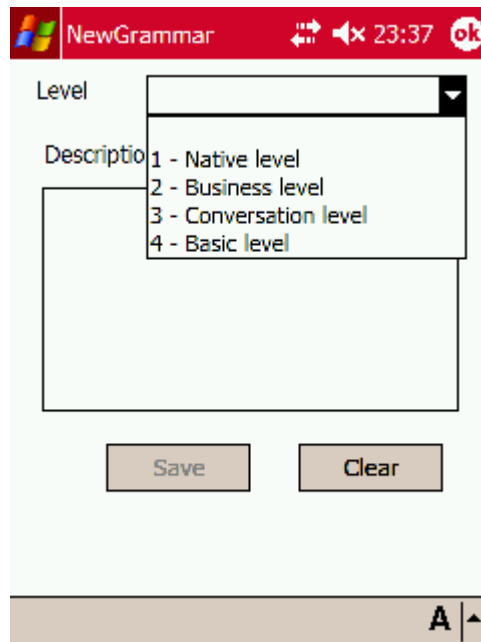 NewGrammar 23:37 ok
Level
Descriptio
1 - Native level
2 - Business level
3 - Conversation level
4 - Basic level
Save Clear
A